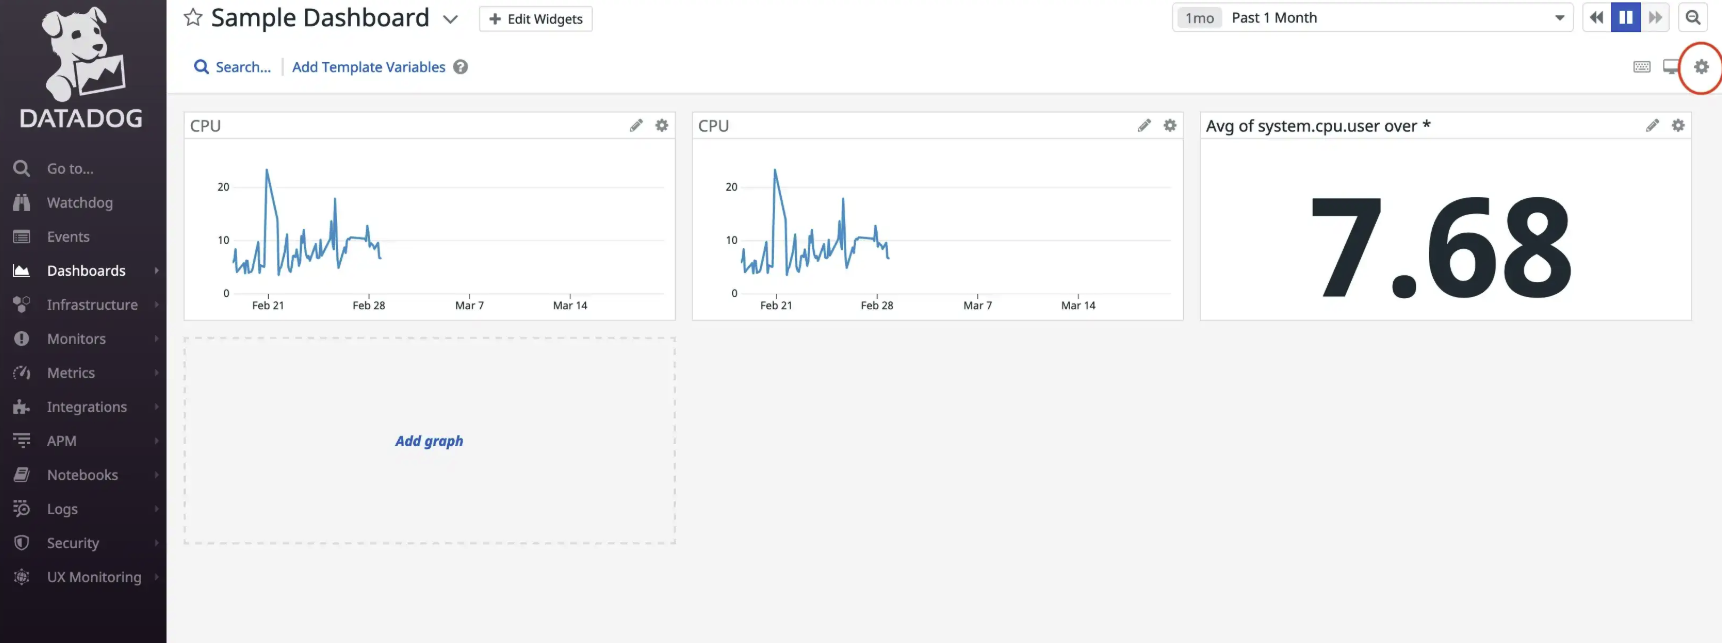 DATADOG
Go to...
Watchdog
Events
Dashboards
Infrastructure
Monitors
Metrics
Integrations
APM
Notebooks
Logs
Security
UX Monitoring
Sample Dashboard
+ Edit Widgets
1mo Past 1 Month
Search... Add Template Variables ?
CPU
20
10
0
Feb 21 Feb 28 Mar 7 Mar 14
CPU
20
10
0
Feb 21 Feb 28 Mar 7 Mar 14
Avg of system.cpu.user over *
7.68
Add graph